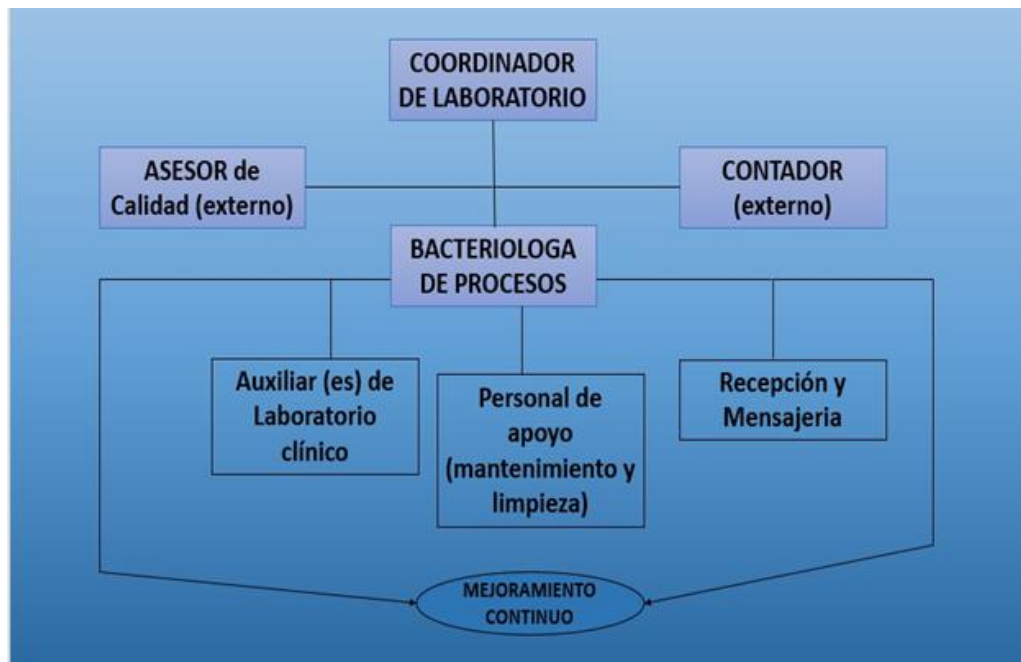 COORDINADOR
DE LABORATORIO
ASESOR de
Calidad (externo)
CONTADOR
(externo)
BACTERIOLOGA
DE PROCESOS
Auxiliar (es) de
Laboratorio
clínico
Personal de
apoyo
(mantenimiento y
limpieza)
Recepción y
Mensajeria
MEJORAMIENTO
CONTINUO